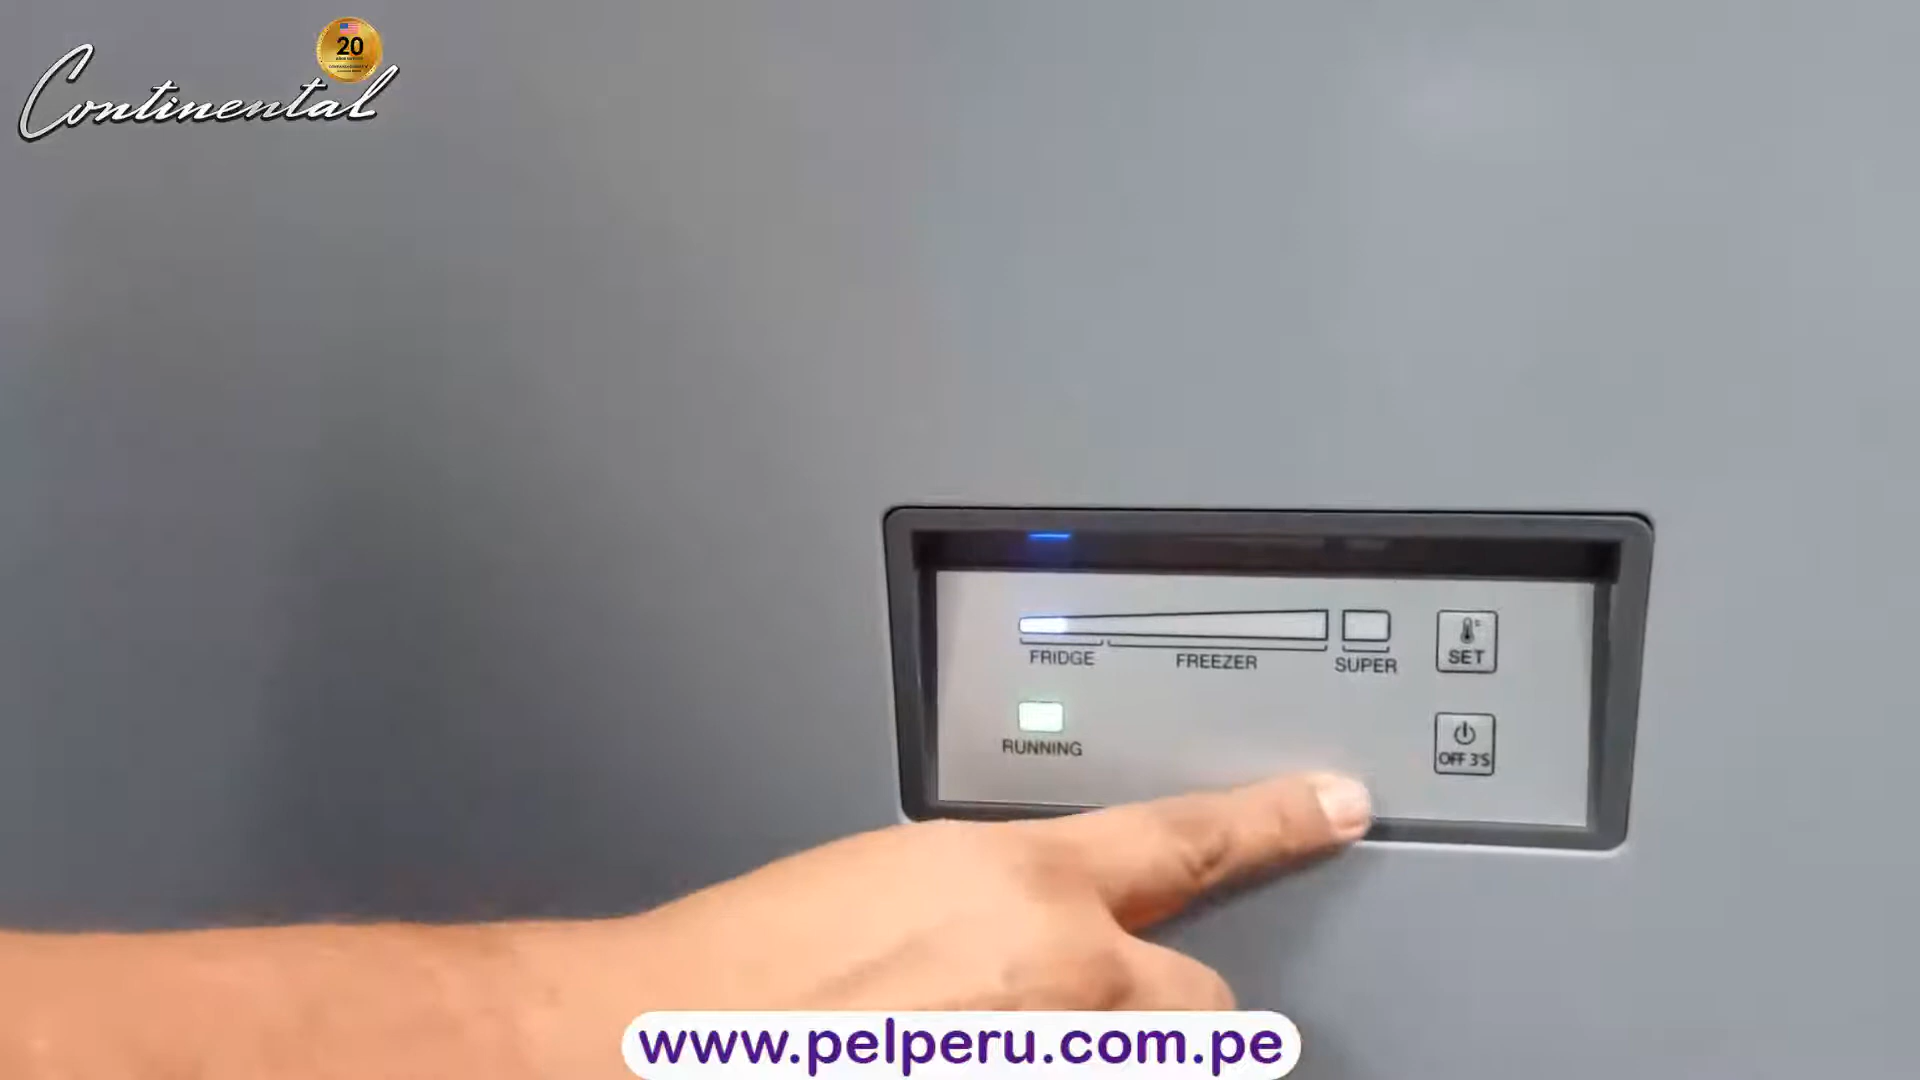 Continental
20
FRIDGE
FREEZER
SUPER
SET
RUNNING
OFF 3'S
www.pelperu.com.pe